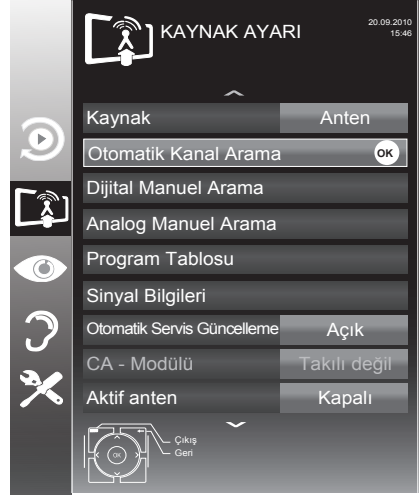 KAYNAK AYARI
20.09.2010
15:46
Kaynak Anten
Otomatik Kanal Arama OK
Dijital Manuel Arama
Analog Manuel Arama
Program Tablosu
Sinyal Bilgileri
Otomatik Servis Güncelleme Açık
CA - Modülü Takılı değil
Aktif anten Kapalı
Çıkış
OK Geri